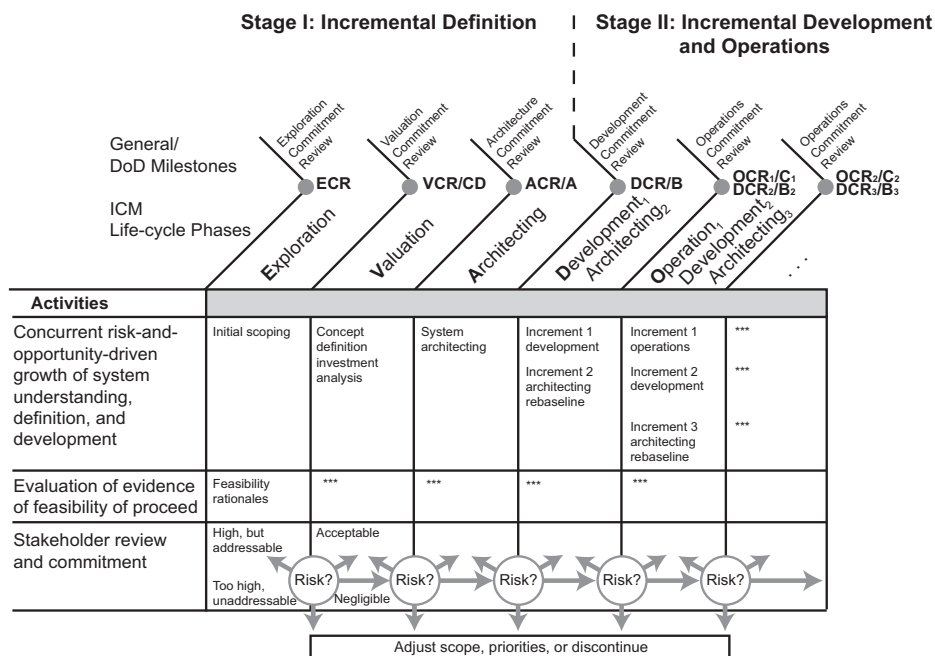 Stage I: Incremental Definition
Stage II: Incremental Development
and Operations
General/
DoD Milestones
Exploration
Commitment
Review
Valuation
Commitment
Review
Architecture
Commitment
Review
Development
Commitment
Review
Operations
Commitment
Review
Operations
Commitment
Review
ECR
VCR/CD
ACR/A
DCR/B
OCR₁/C₁
DCR₂/B₂
OCR₂/C₂
DCR₃/B₃
ICM
Life-cycle Phases
Exploration
Valuation
Architecting
Development₁
Architecting₂
Operation₁
Development₂
Architecting₃
. . .
Activities
Concurrent risk-and-
opportunity-driven
growth of system
understanding,
definition, and
development
Initial scoping
Concept
definition
investment
analysis
System
architecting
Increment 1
development
Increment 2
architecting
rebaseline
Increment 1
operations
Increment 2
development
Increment 3
architecting
rebaseline
***
***
***
Evaluation of evidence
of feasibility of proceed
Feasibility
rationales
***
***
***
***
Stakeholder review
and commitment
High, but
addressable
Too high,
unaddressable
Acceptable
Negligible
Risk?
Risk?
Risk?
Risk?
Risk?
Adjust scope, priorities, or discontinue